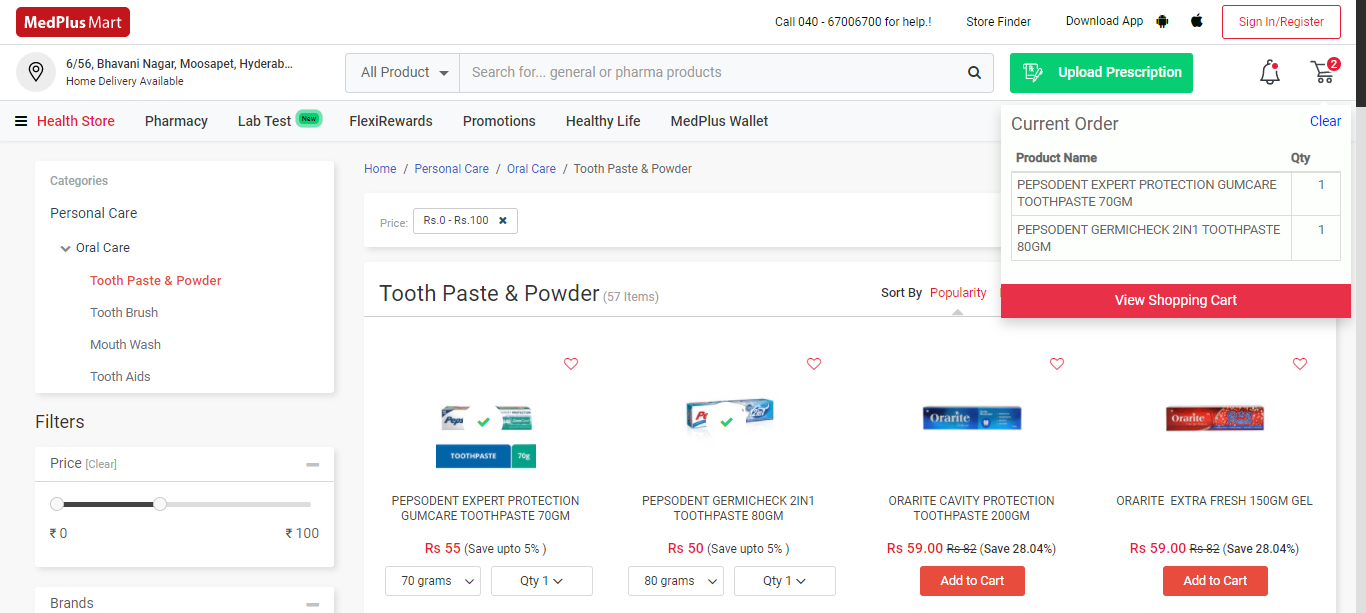 MedPlus Mart
Call 040 - 67006700 for help.!
Store Finder
Download App
Sign In/Register
6/56, Bhavani Nagar, Moosapet, Hyderab...
Home Delivery Available
All Product
Search for... general or pharma products
Upload Prescription
2
Health Store
Pharmacy
Lab Test New
FlexiRewards
Promotions
Healthy Life
MedPlus Wallet
Current Order
Clear
Product Name Qty
PEPSODENT EXPERT PROTECTION GUMCARE TOOTHPASTE 70GM 1
PEPSODENT GERMICHECK 2IN1 TOOTHPASTE 80GM 1
View Shopping Cart
Categories
Personal Care
Oral Care
Tooth Paste & Powder
Tooth Brush
Mouth Wash
Tooth Aids
Filters
Price [Clear]
₹ 0
₹ 100
Brands
Home / Personal Care / Oral Care / Tooth Paste & Powder
Price: Rs.0 - Rs.100
Tooth Paste & Powder (57 Items)
Sort By Popularity
Peps
TOOTHPASTE 70g
2in1
Orarite
Orarite
PEPSODENT EXPERT PROTECTION
GUMCARE TOOTHPASTE 70GM
Rs 55 (Save upto 5% )
70 grams
Qty 1
PEPSODENT GERMICHECK 2IN1
TOOTHPASTE 80GM
Rs 50 (Save upto 5% )
80 grams
Qty 1
ORARITE CAVITY PROTECTION
TOOTHPASTE 200GM
Rs 59.00 Rs 82 (Save 28.04%)
Add to Cart
ORARITE EXTRA FRESH 150GM GEL
Rs 59.00 Rs 82 (Save 28.04%)
Add to Cart